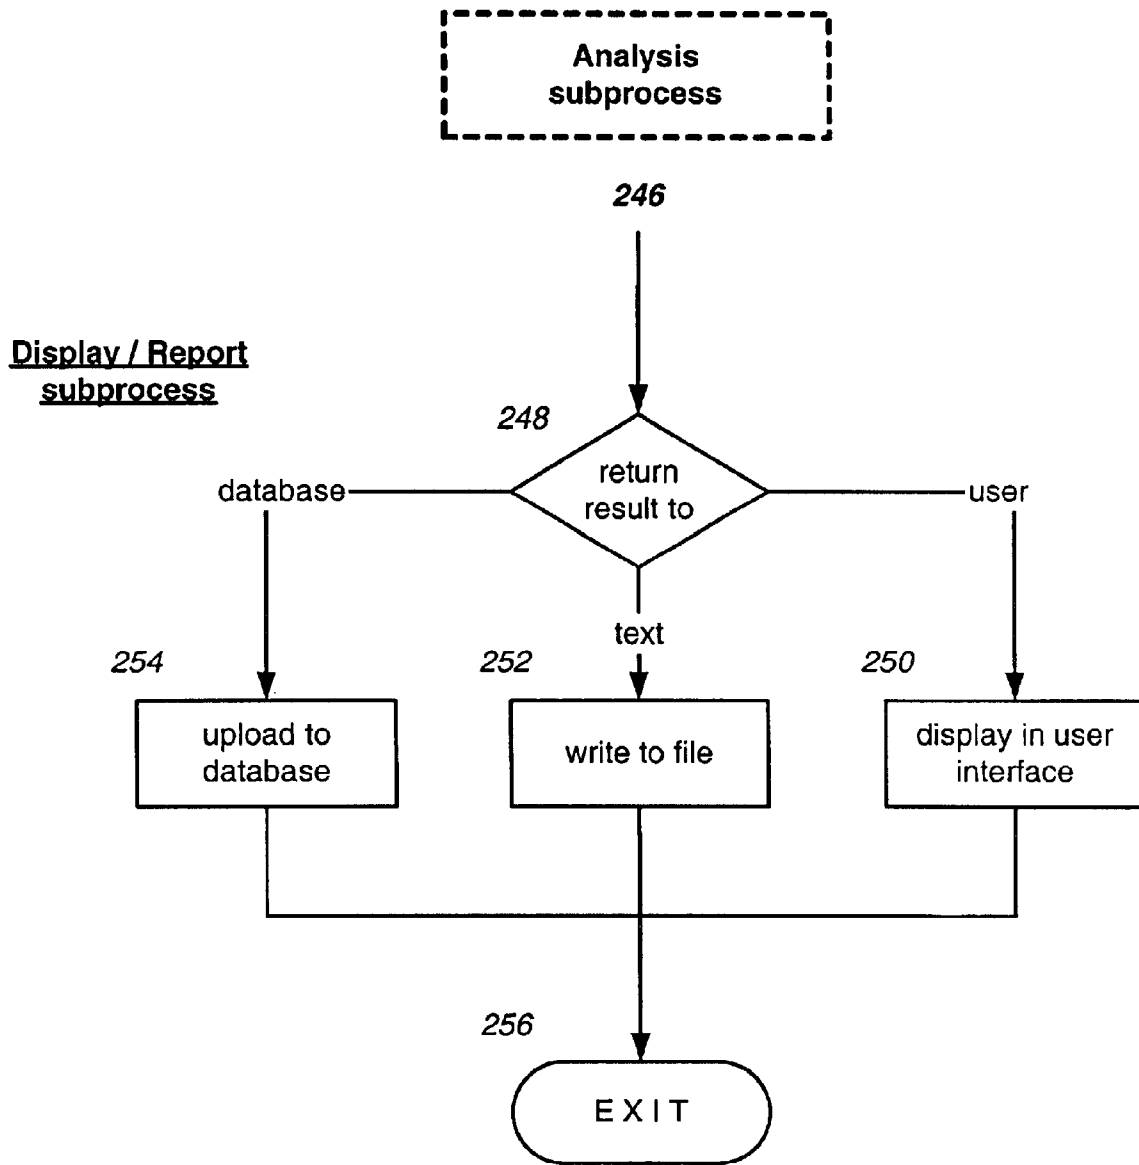 Analysis
subprocess
246
Display / Report
subprocess
248
return
result to
database
user
text
254
252
250
upload to
database
write to file
display in user
interface
256
E X I T